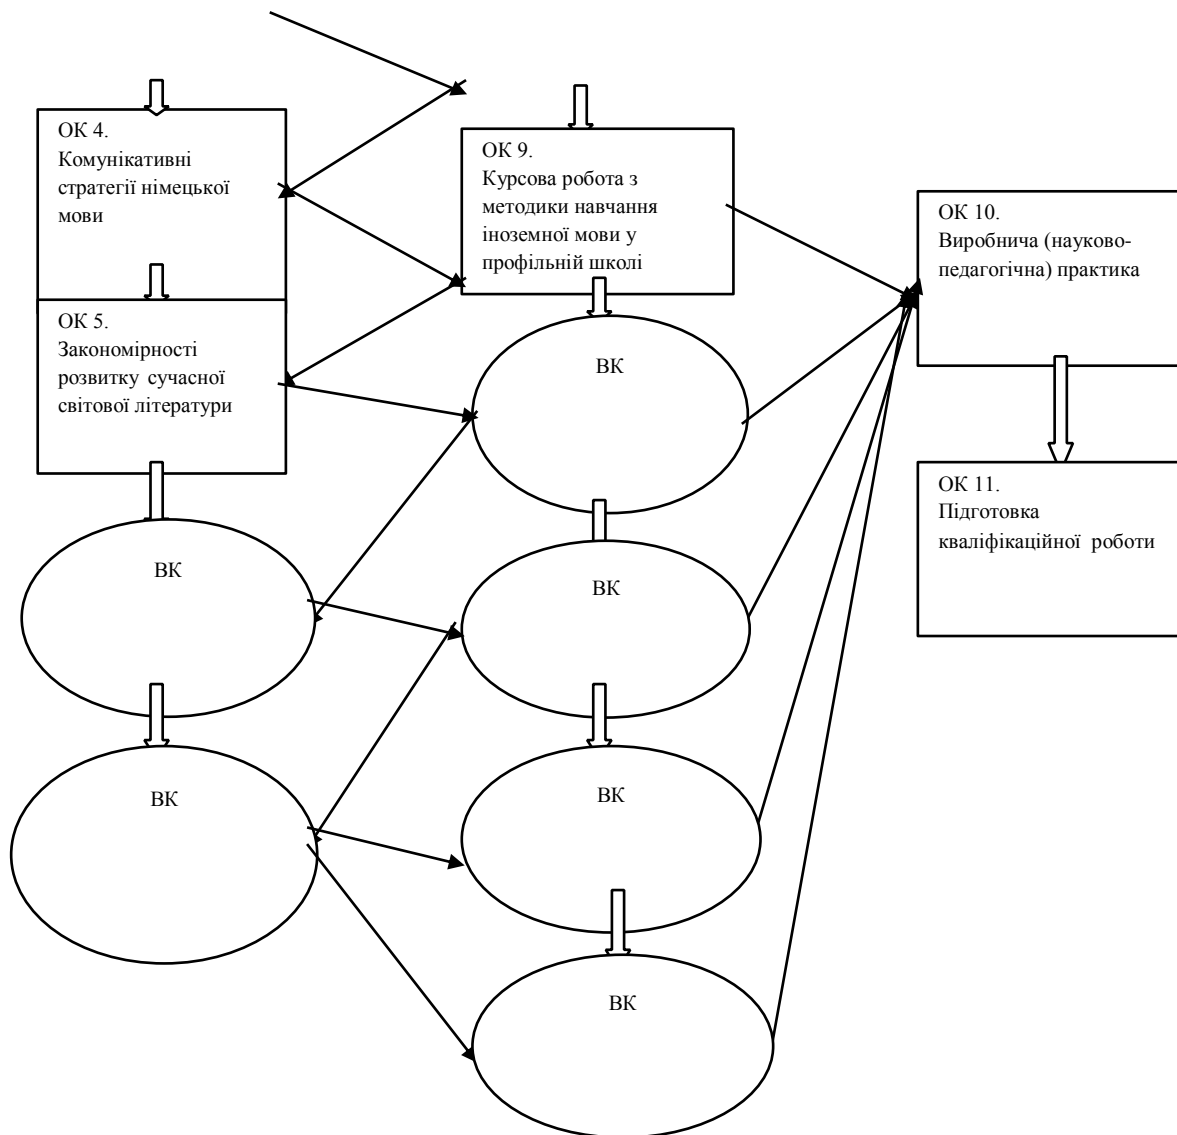 ОК 4.
Комунікативні
стратегії німецької
мови
ОК 5.
Закономірності
розвитку сучасної
світової літератури
ВК
ВК
ОК 9.
Курсова робота з
методики навчання
іноземної мови у
профільній школі
ВК
ВК
ВК
ВК
ОК 10.
Виробнича (науково-
педагогічна) практика
ОК 11.
Підготовка
кваліфікаційної роботи